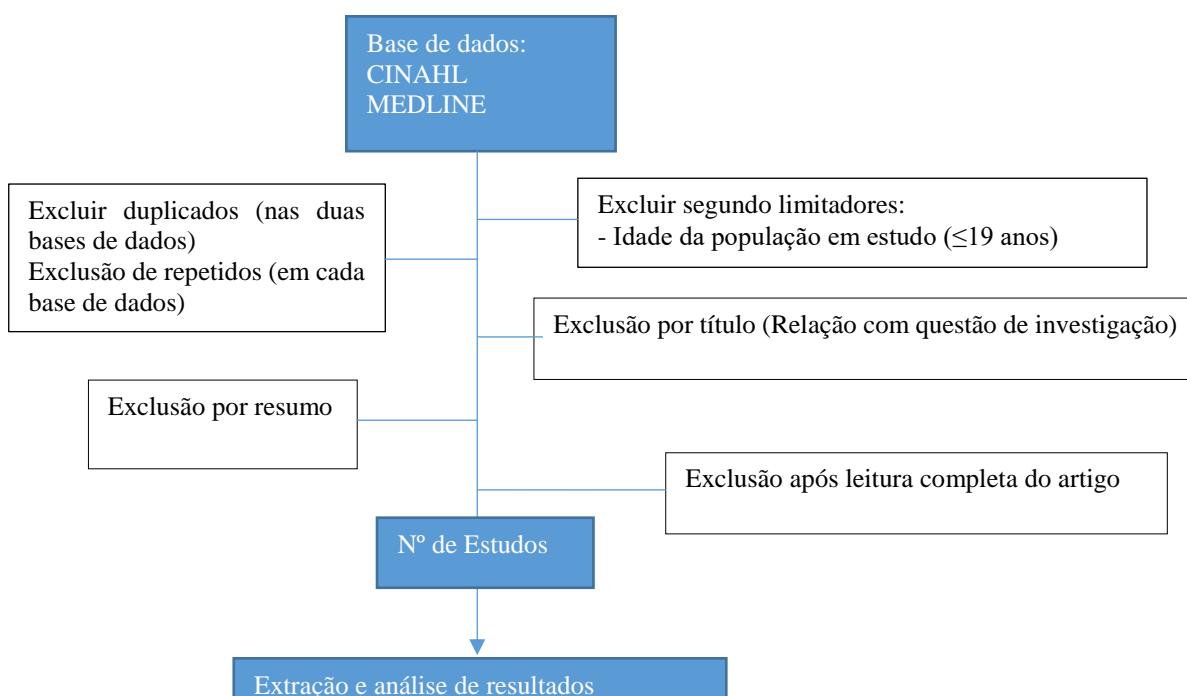 Base de dados:
CINAHL
MEDLINE
Excluir segundo limitadores:
- Idade da população em estudo (≤19 anos)
Excluir duplicados (nas duas
bases de dados)
Exclusão de repetidos (em cada
base de dados)
Exclusão por título (Relação com questão de investigação)
Exclusão por resumo
Exclusão após leitura completa do artigo
Nº de Estudos
Extração e análise de resultados